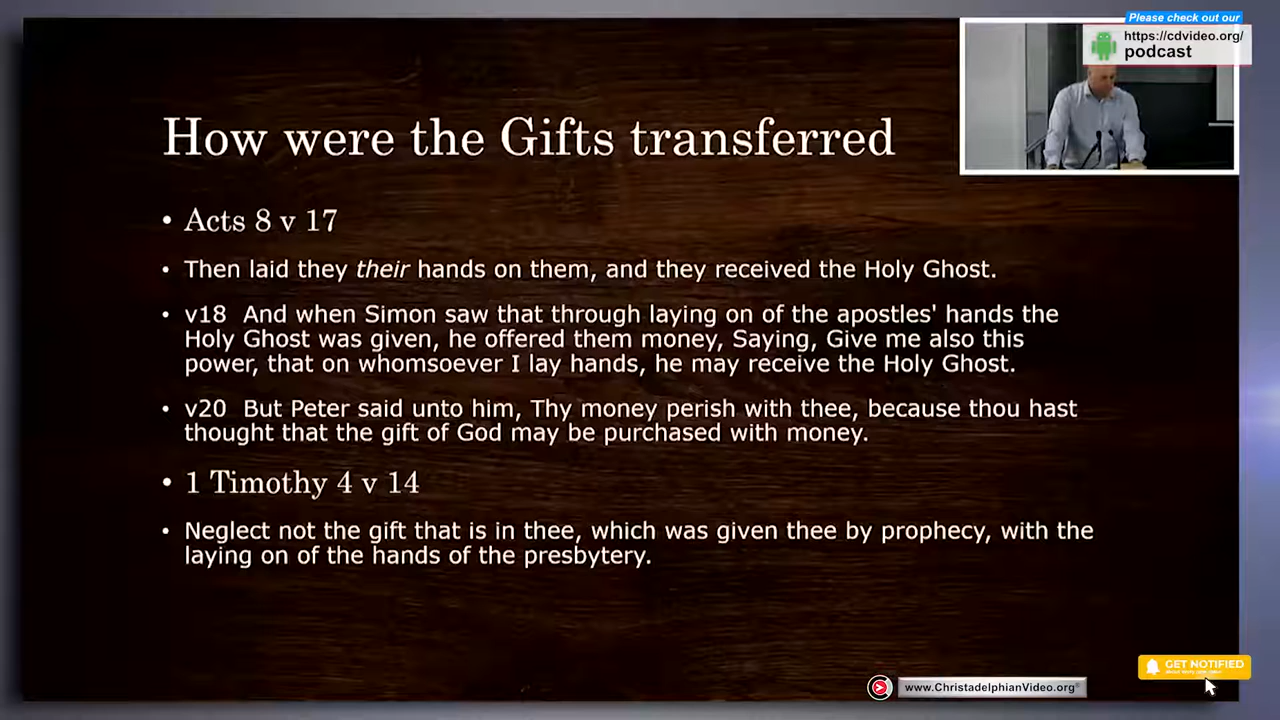 Please check out our
https://cdvideo.org/
podcast
How were the Gifts transferred
• Acts 8 v 17
• Then laid they their hands on them, and they received the Holy Ghost.
• v18 And when Simon saw that through laying on of the apostles' hands the
Holy Ghost was given, he offered them money, Saying, Give me also this
power, that on whomsoever I lay hands, he may receive the Holy Ghost.
• v20 But Peter said unto him, Thy money perish with thee, because thou hast
thought that the gift of God may be purchased with money.
• 1 Timothy 4 v 14
• Neglect not the gift that is in thee, which was given thee by prophecy, with the
laying on of the hands of the presbytery.
GET NOTIFIED
www.ChristadelphianVideo.org